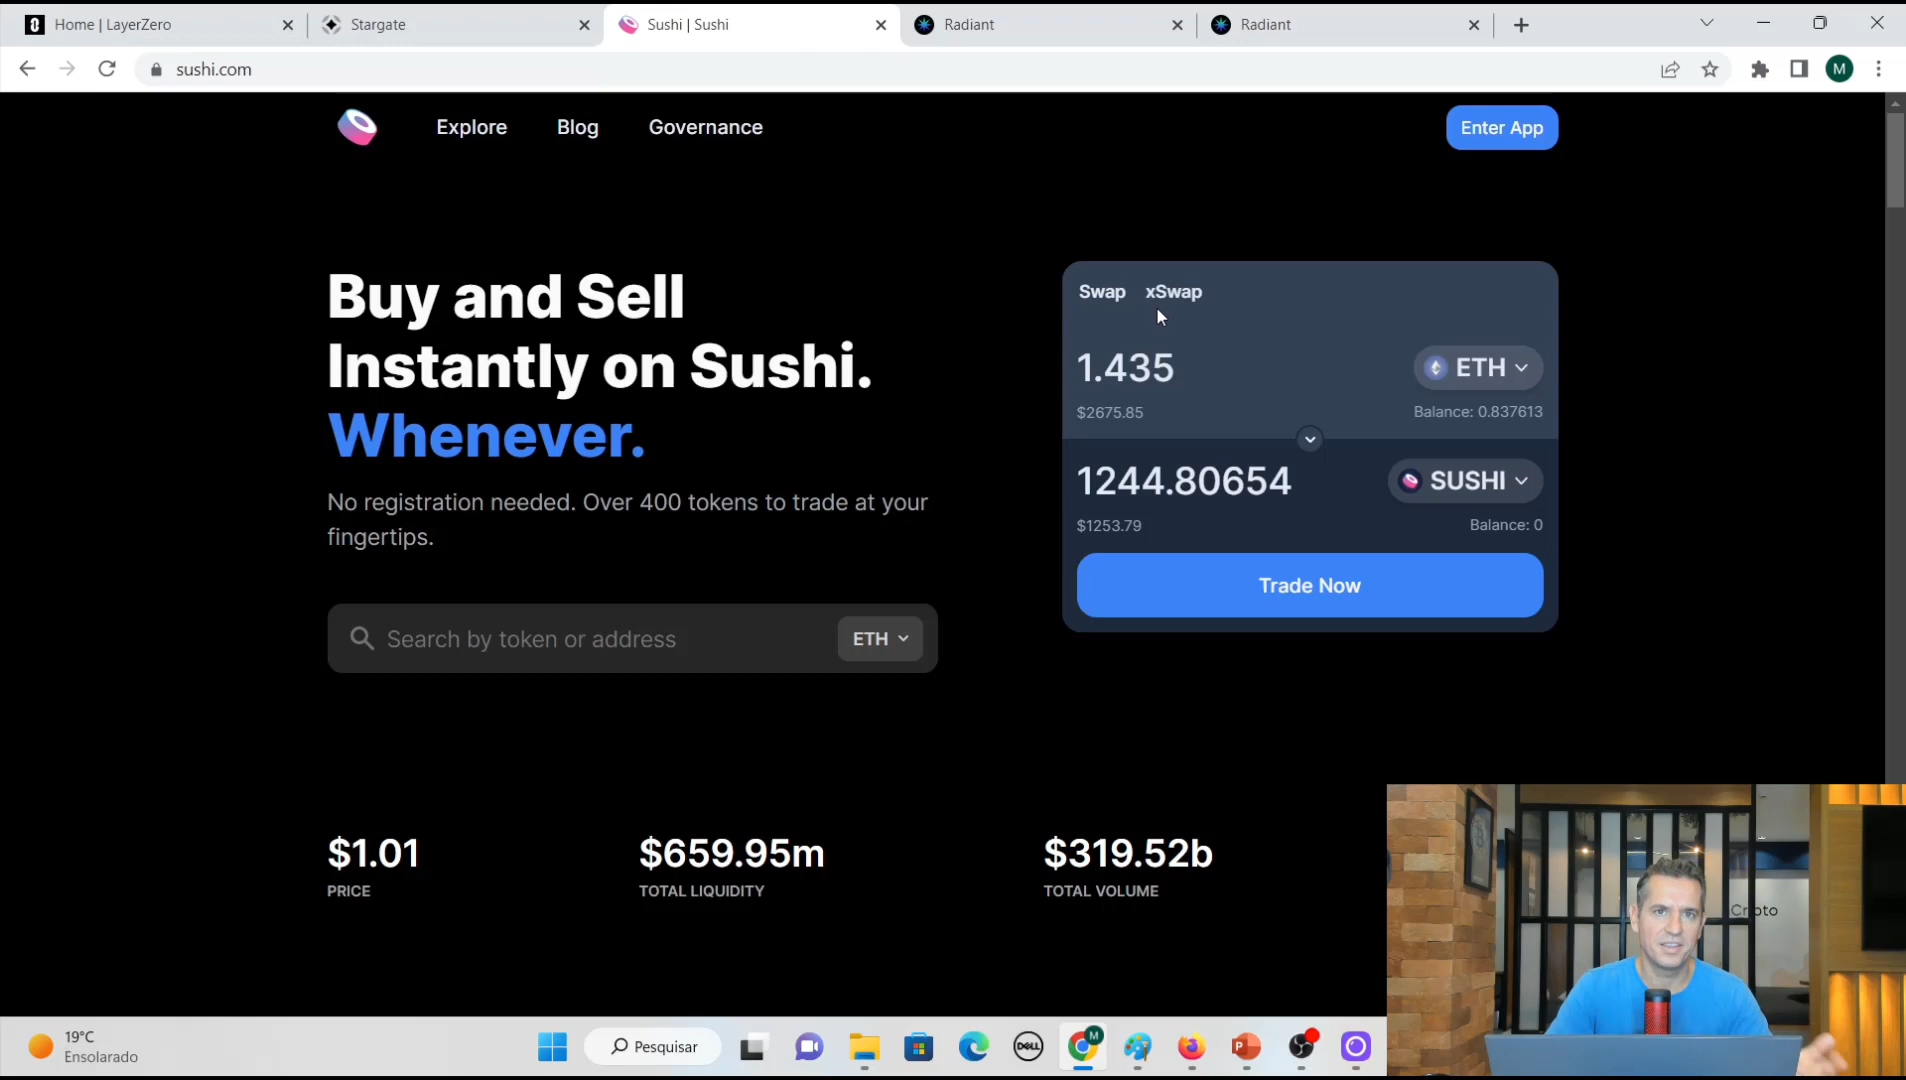 Home | LayerZero
Stargate
Sushi | Sushi
Radiant
Radiant
sushi.com
M
Explore
Blog
Governance
Enter App
Buy and Sell
Instantly on Sushi.
Whenever.
No registration needed. Over 400 tokens to trade at your
fingertips.
Search by token or address
ETH
Swap
xSwap
1.435
ETH
$2675.85
Balance: 0.837613
1244.80654
SUSHI
$1253.79
Balance: 0
Trade Now
$1.01
PRICE
$659.95m
TOTAL LIQUIDITY
$319.52b
TOTAL VOLUME
Cripto
19°C
Ensolarado
Pesquisar
DELL
M
P